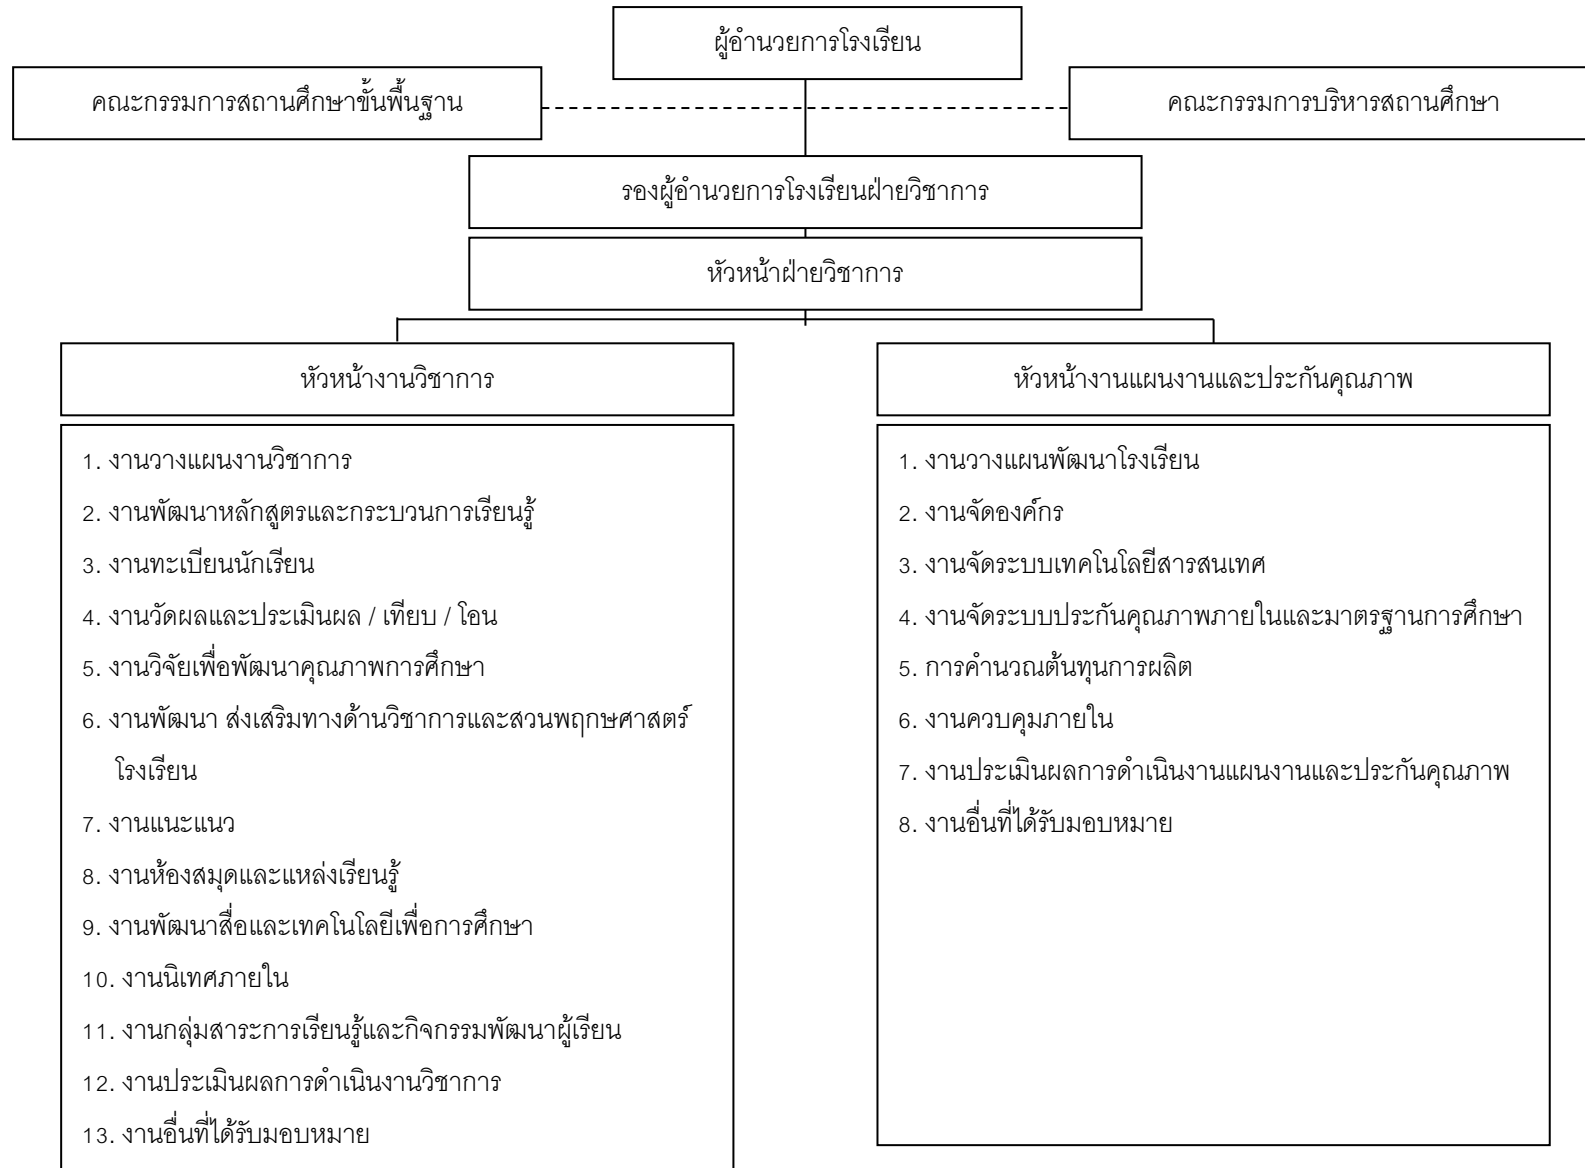 ผู้อำนวยการโรงเรียน
คณะกรรมการสถานศึกษาขั้นพื้นฐาน
คณะกรรมการบริหารสถานศึกษา
รองผู้อำนวยการโรงเรียนฝ่ายวิชาการ
หัวหน้าฝ่ายวิชาการ
หัวหน้างานวิชาการ
1. งานวางแผนงานวิชาการ
2. งานพัฒนาหลักสูตรและกระบวนการเรียนรู้
3. งานทะเบียนนักเรียน
4. งานวัดผลและประเมินผล / เทียบ / โอน
5. งานวิจัยเพื่อพัฒนาคุณภาพการศึกษา
6. งานพัฒนา ส่งเสริมทางด้านวิชาการและสวนพฤกษศาสตร์
โรงเรียน
7. งานแนะแนว
8. งานห้องสมุดและแหล่งเรียนรู้
9. งานพัฒนาสื่อและเทคโนโลยีเพื่อการศึกษา
10. งานนิเทศภายใน
11. งานกลุ่มสาระการเรียนรู้และกิจกรรมพัฒนาผู้เรียน
12. งานประเมินผลการดำเนินงานวิชาการ
13. งานอื่นที่ได้รับมอบหมาย
หัวหน้างานแผนงานและประกันคุณภาพ
1. งานวางแผนพัฒนาโรงเรียน
2. งานจัดองค์กร
3. งานจัดระบบเทคโนโลยีสารสนเทศ
4. งานจัดระบบประกันคุณภาพภายในและมาตรฐานการศึกษา
5. การคำนวณต้นทุนการผลิต
6. งานควบคุมภายใน
7. งานประเมินผลการดำเนินงานแผนงานและประกันคุณภาพ
8. งานอื่นที่ได้รับมอบหมาย